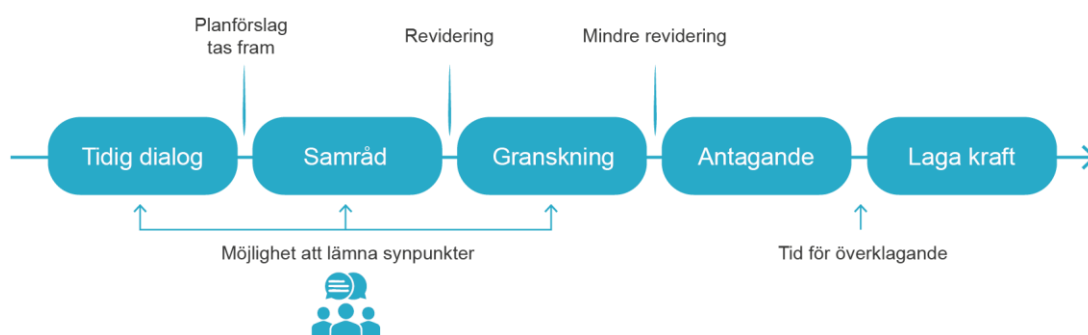 Planförslag
tas fram
Revidering
Mindre revidering
Tidig dialog
Samråd
Granskning
Antagande
Laga kraft
Möjlighet att lämna synpunkter
Tid för överklagande